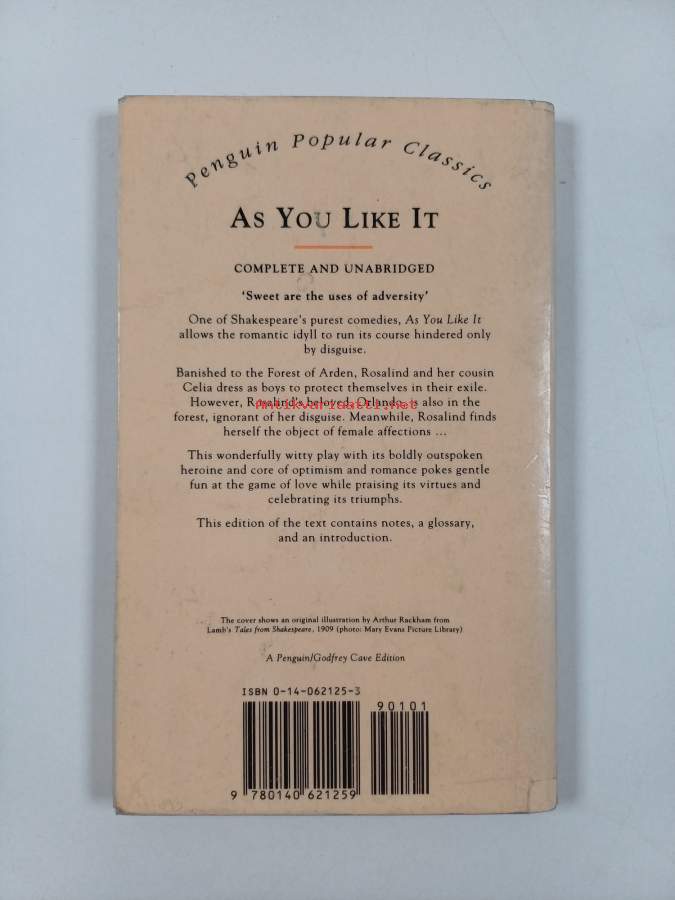 Penguin Popular Classics
As You Like It
COMPLETE AND UNABRIDGED
‘Sweet are the uses of adversity’
One of Shakespeare's purest comedies, As You Like It
allows the romantic idyll to run its course hindered only
by disguise.
Banished to the Forest of Arden, Rosalind and her cousin
Celia dress as boys to protect themselves in their exile.
However, Rosalind's beloved, Orlando, is also in the
Antikvariaatti.net
forest, ignorant of her disguise. Meanwhile, Rosalind finds
herself the object of female affections ...
This wonderfully witty play with its boldly outspoken
heroine and core of optimism and romance pokes gentle
fun at the game of love while praising its virtues and
celebrating its triumphs.
This edition of the text contains notes, a glossary,
and an introduction.
The cover shows an original illustration by Arthur Rackham from
Lamb's Tales from Shakespeare, 1909 (photo: Mary Evans Picture Library)
A Penguin/Godfrey Cave Edition
ISBN 0-14-062125-3
90101
9 780140 621259